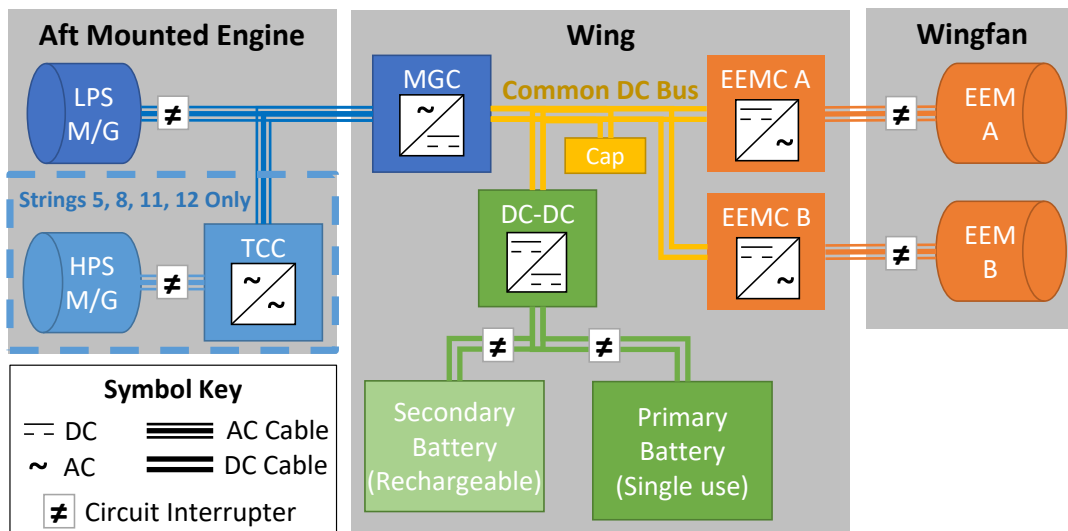 Aft Mounted Engine
LPS
M/G
≠
Strings 5, 8, 11, 12 Only
HPS
M/G
≠
TCC
~
~
Wing
MGC
~
Common DC Bus
Cap
DC-DC
EEMC A
~
EEMC B
~
≠
≠
Secondary
Battery
(Rechargeable)
Primary
Battery
(Single use)
Wingfan
≠
EEM
A
≠
EEM
B
Symbol Key
DC
AC Cable
~ AC
DC Cable
≠ Circuit Interrupter